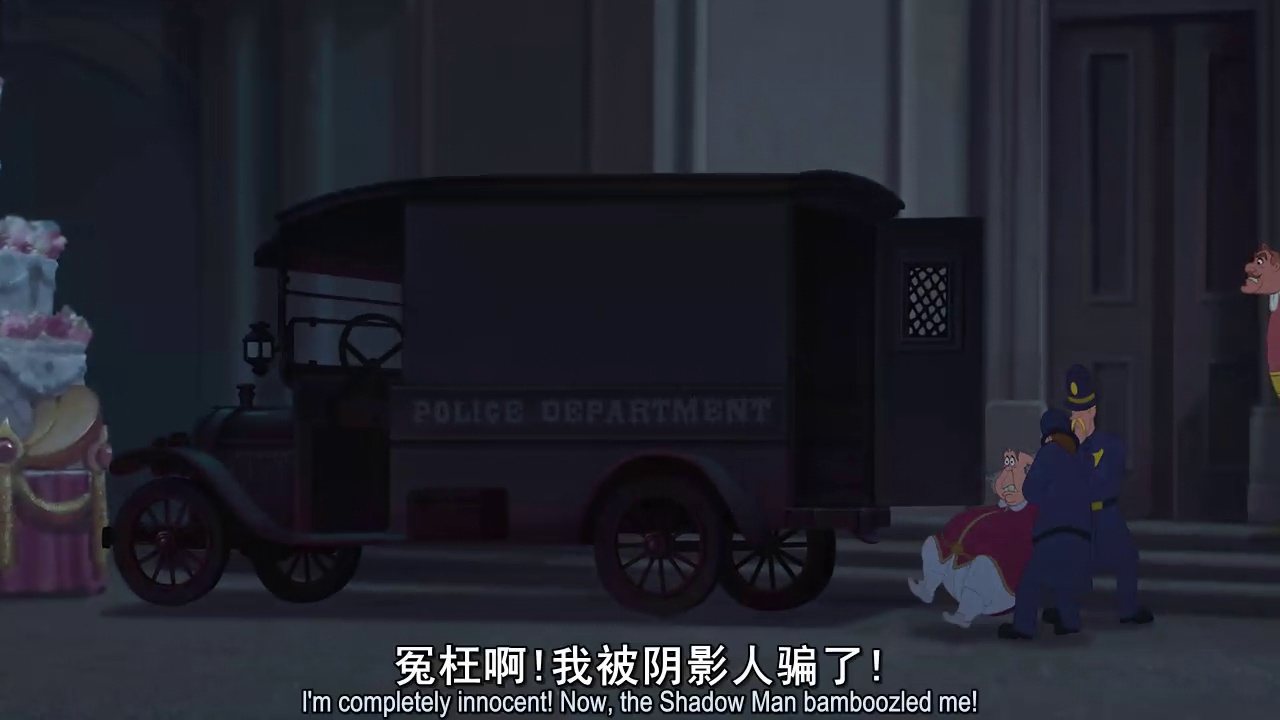 POLICE DEPARTMENT
冤枉啊!我被阴影人骗了!
I'm completely innocent! Now, the Shadow Man bamboozled me!